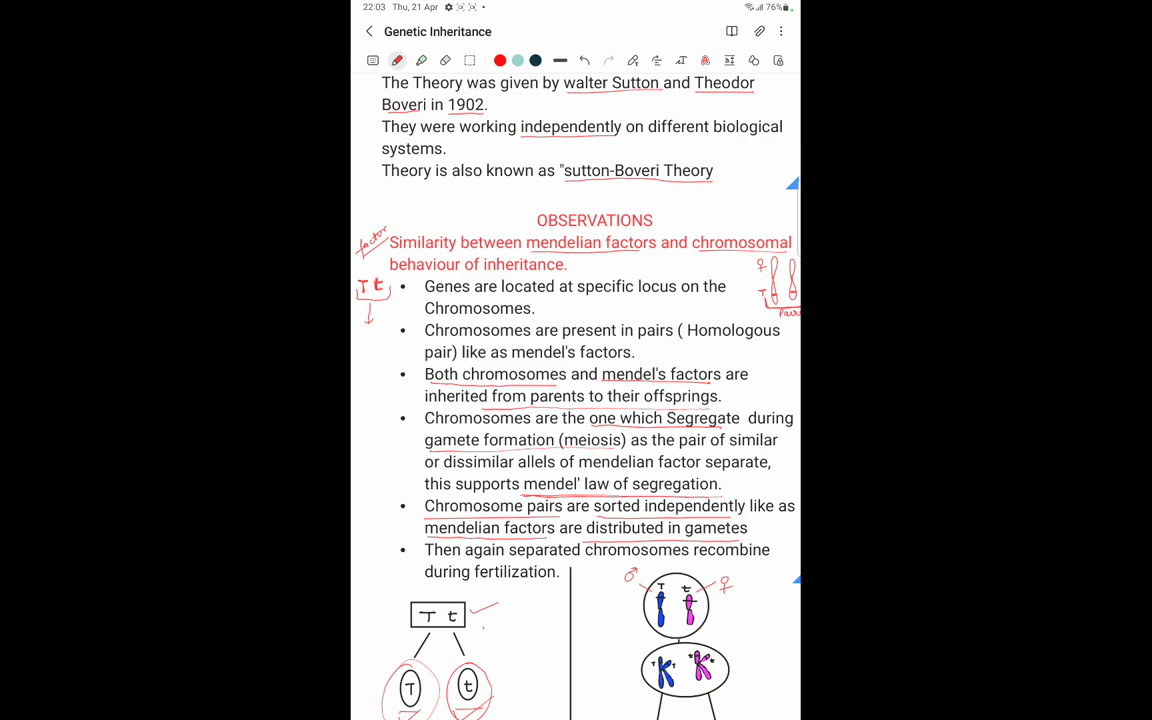 22:03 Thu, 21 Apr 76%
Genetic Inheritance
The Theory was given by walter Sutton and Theodor
Boveri in 1902.
They were working independently on different biological
systems.
Theory is also known as "sutton-Boveri Theory
OBSERVATIONS
factor
Similarity between mendelian factors and chromosomal
behaviour of inheritance.
T t
♀
T
Pair
• Genes are located at specific locus on the
Chromosomes.
• Chromosomes are present in pairs ( Homologous
pair) like as mendel's factors.
• Both chromosomes and mendel's factors are
inherited from parents to their offsprings.
• Chromosomes are the one which Segregate during
gamete formation (meiosis) as the pair of similar
or dissimilar allels of mendelian factor separate,
this supports mendel' law of segregation.
• Chromosome pairs are sorted independently like as
mendelian factors are distributed in gametes
• Then again separated chromosomes recombine
during fertilization.
T t
T t
♂ T t ♀
T T